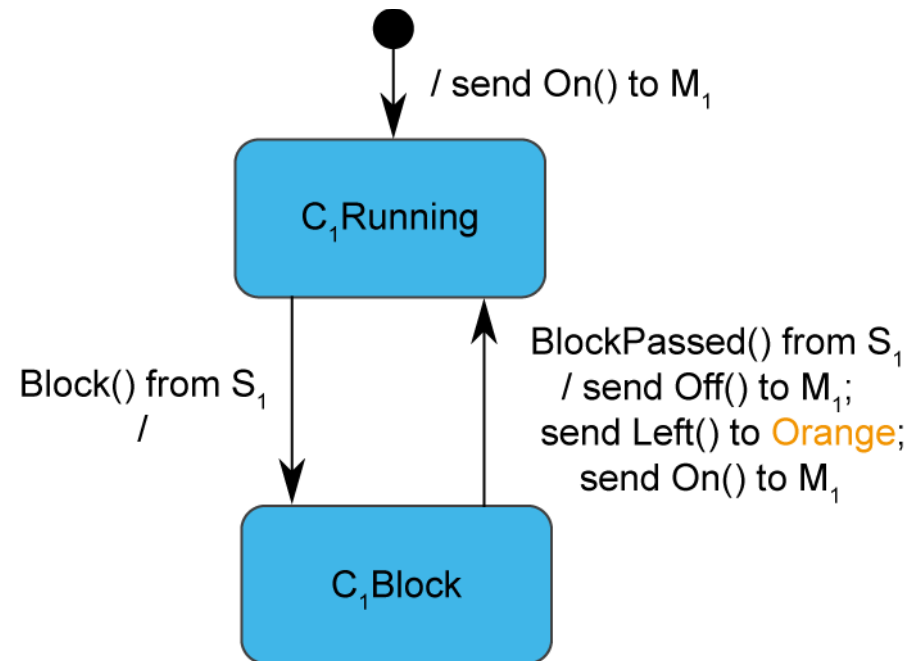 / send On() to M₁
C₁Running
BlockPassed() from S₁
/ send Off() to M₁;
send Left() to Orange;
send On() to M₁
Block() from S₁
/
C₁Block